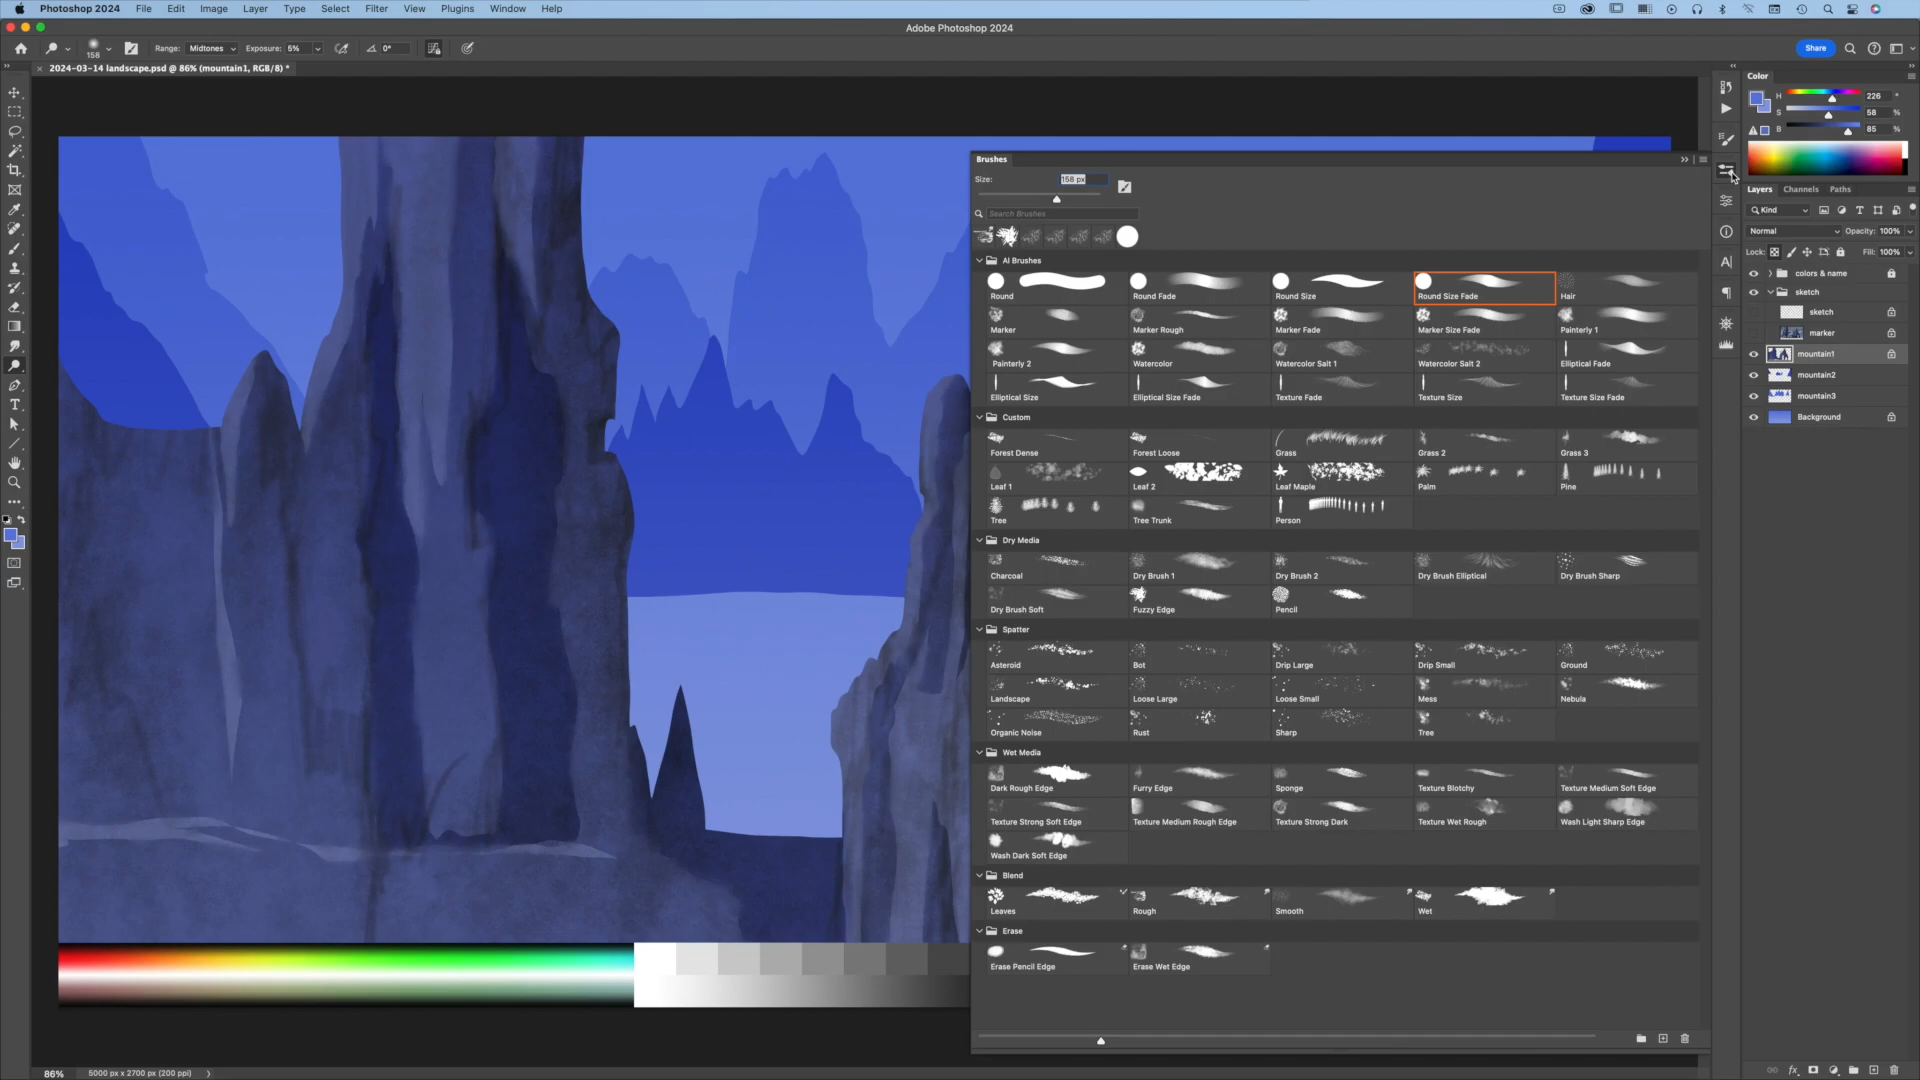 Photoshop 2024 File Edit Image Layer Type Select Filter View Plugins Window Help
Adobe Photoshop 2024
158 Range: Midtones Exposure: 5% 0° Share
2024-03-14 landscape.psd @ 86% (mountain1, RGB/8) *
Color
H 226 °
S 58 %
B 85 %
Brushes
Size: 158 px
Search Brushes
AI Brushes
Round Round Fade Round Size Round Size Fade Hair
Marker Marker Rough Marker Fade Marker Size Fade Painterly 1
Painterly 2 Watercolor Watercolor Salt 1 Watercolor Salt 2 Elliptical Fade
Elliptical Size Elliptical Size Fade Texture Fade Texture Size Texture Size Fade
Custom
Forest Dense Forest Loose Grass Grass 2 Grass 3
Leaf 1 Leaf 2 Leaf Maple Palm Pine
Tree Tree Trunk Person
Dry Media
Charcoal Dry Brush 1 Dry Brush 2 Dry Brush Elliptical Dry Brush Sharp
Dry Brush Soft Fuzzy Edge Pencil
Spatter
Asteroid Bot Drip Large Drip Small Ground
Landscape Loose Large Loose Small Mess Nebula
Organic Noise Rust Sharp Tree
Wet Media
Dark Rough Edge Furry Edge Sponge Texture Blotchy Texture Medium Soft Edge
Texture Strong Soft Edge Texture Medium Rough Edge Texture Strong Dark Texture Wet Rough Wash Light Sharp Edge
Wash Dark Soft Edge
Blend
Leaves Rough Smooth Wet
Erase
Erase Pencil Edge Erase Wet Edge
Layers Channels Paths
Kind
Normal Opacity: 100%
Lock: Fill: 100%
colors & name
sketch
sketch
marker
mountain1
mountain2
mountain3
Background
fx
86% 5000 px x 2700 px (200 ppi)